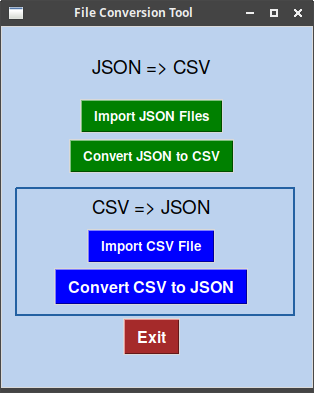 File Conversion Tool
JSON => CSV
Import JSON Files
Convert JSON to CSV
CSV => JSON
Import CSV File
Convert CSV to JSON
Exit